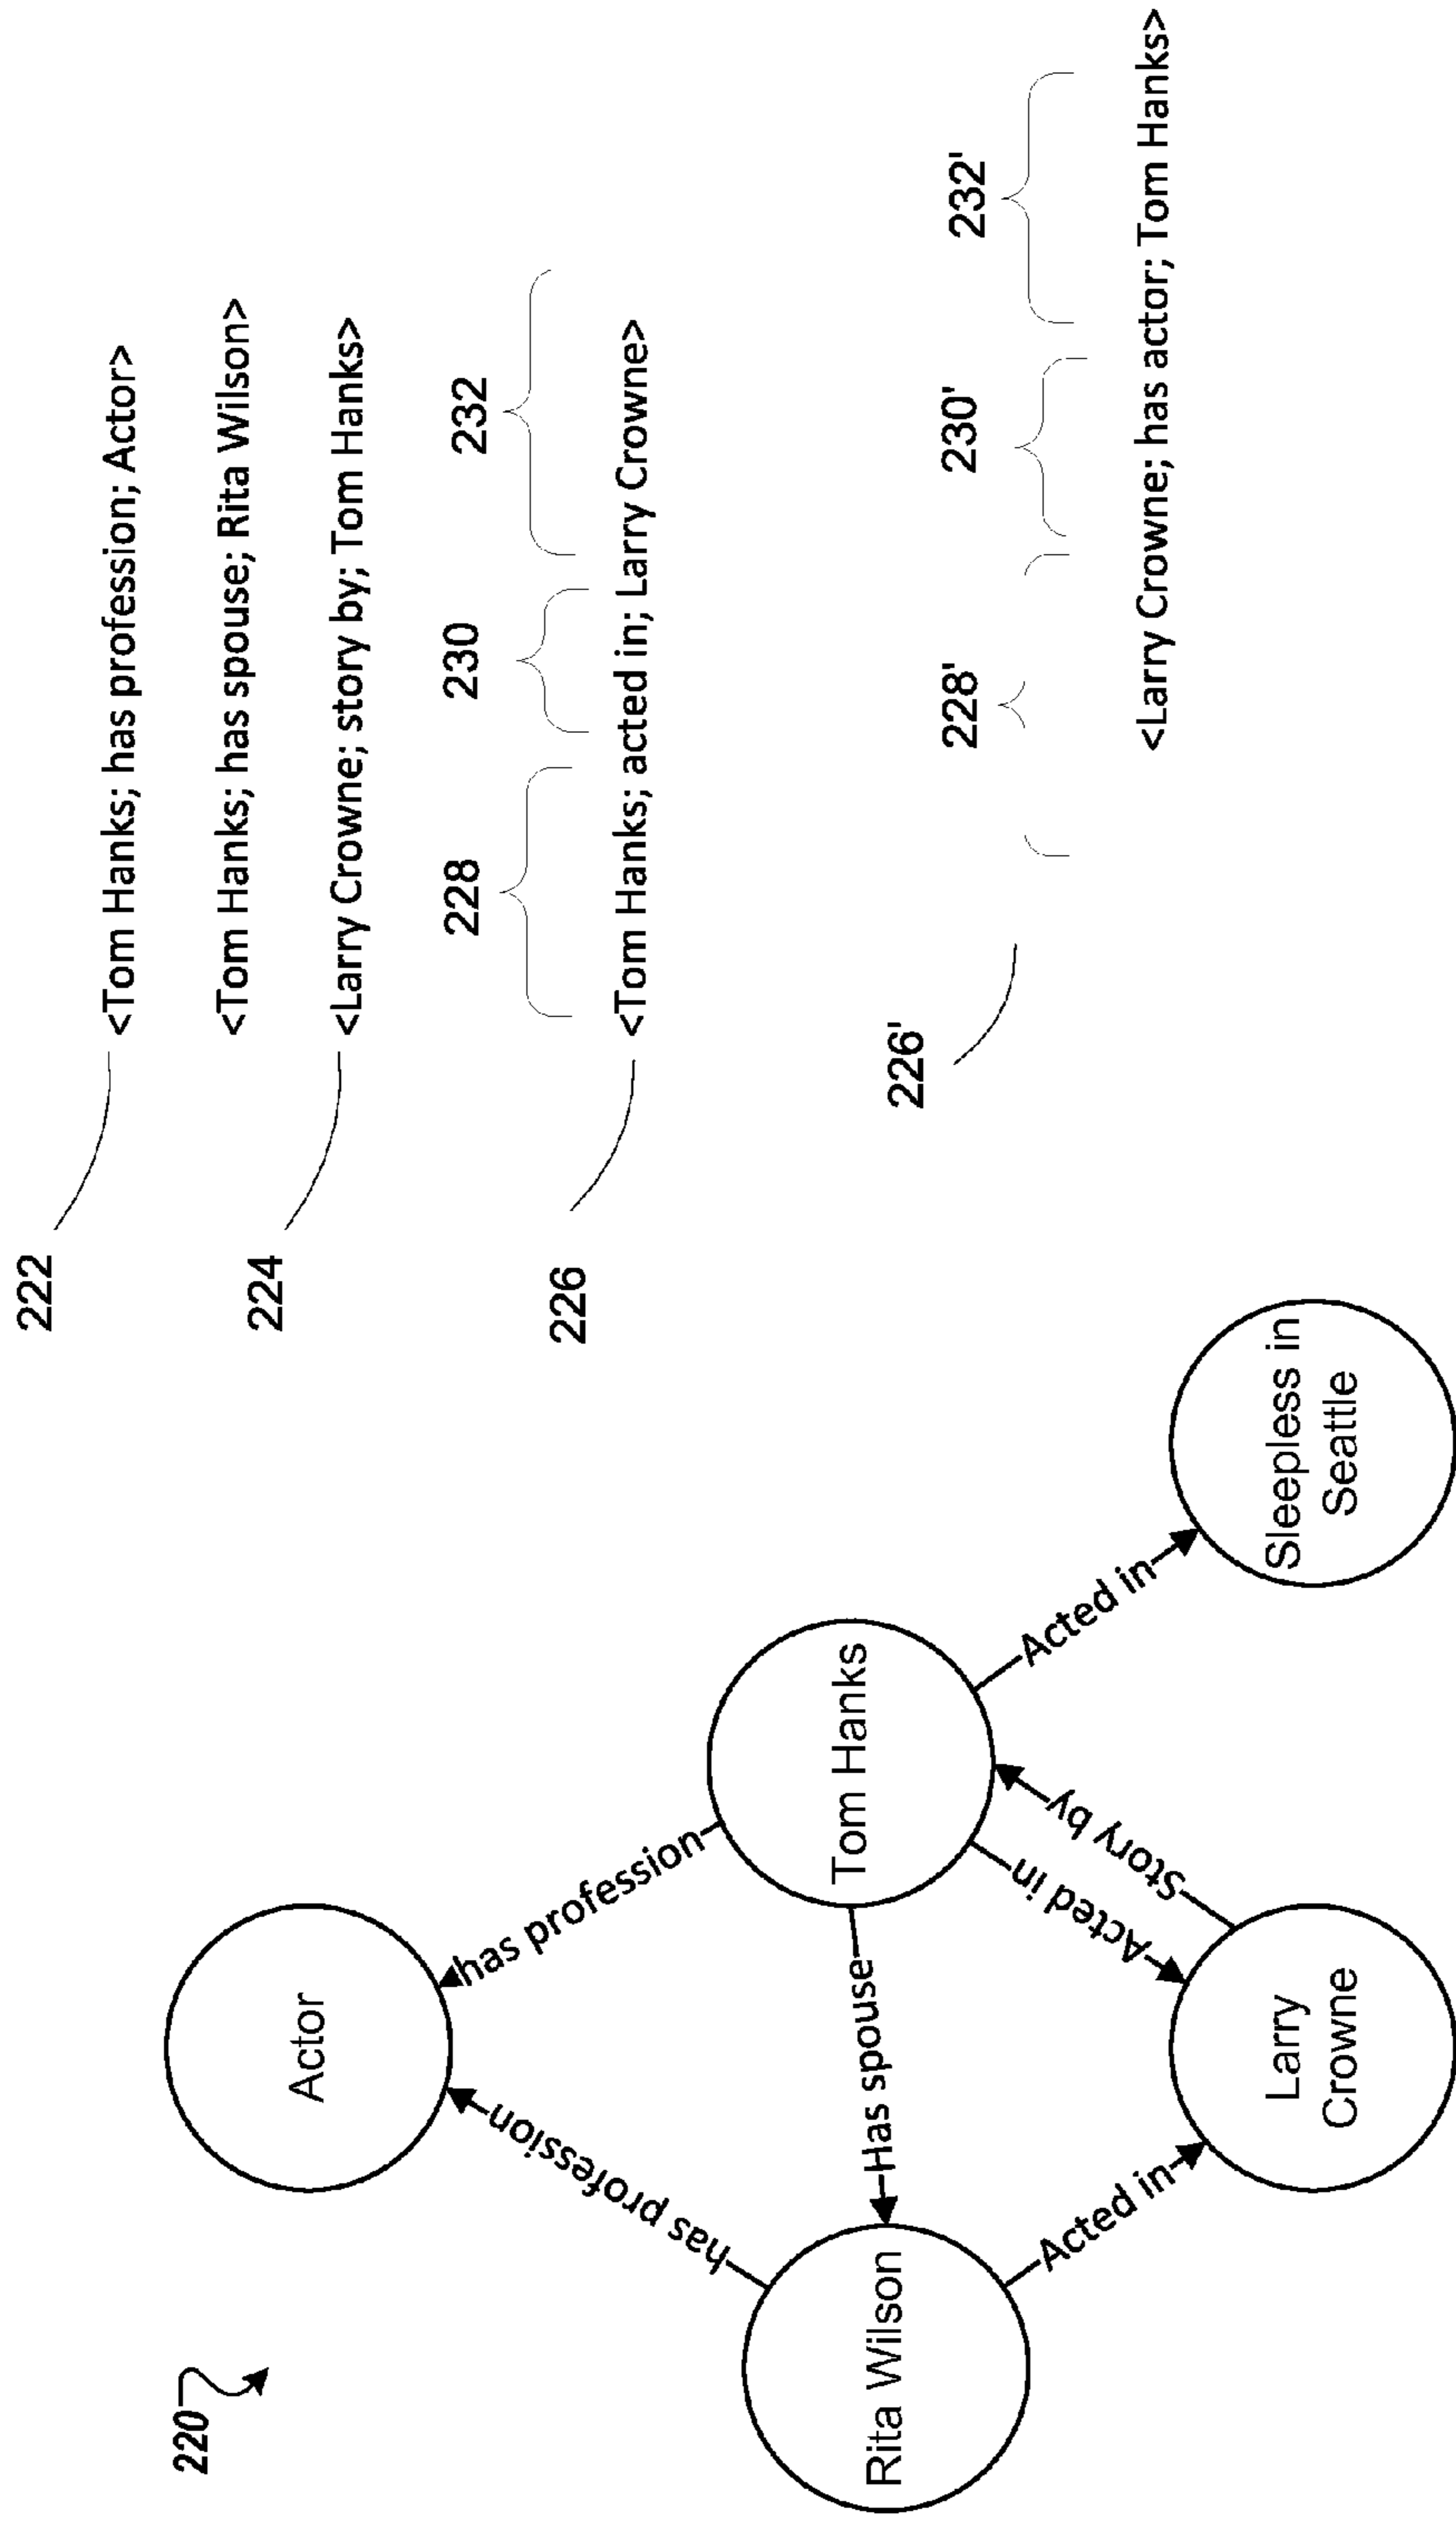 220
Actor
has profession
has profession
Rita Wilson
Has spouse
Tom Hanks
Acted in
Acted in
Story by
Acted in
Larry
Crowne
Sleepless in
Seattle
222
<Tom Hanks; has profession; Actor>
<Tom Hanks; has spouse; Rita Wilson>
224
<Larry Crowne; story by; Tom Hanks>
228 230 232
226
<Tom Hanks; acted in; Larry Crowne>
226'
228' 230' 232'
<Larry Crowne; has actor; Tom Hanks>